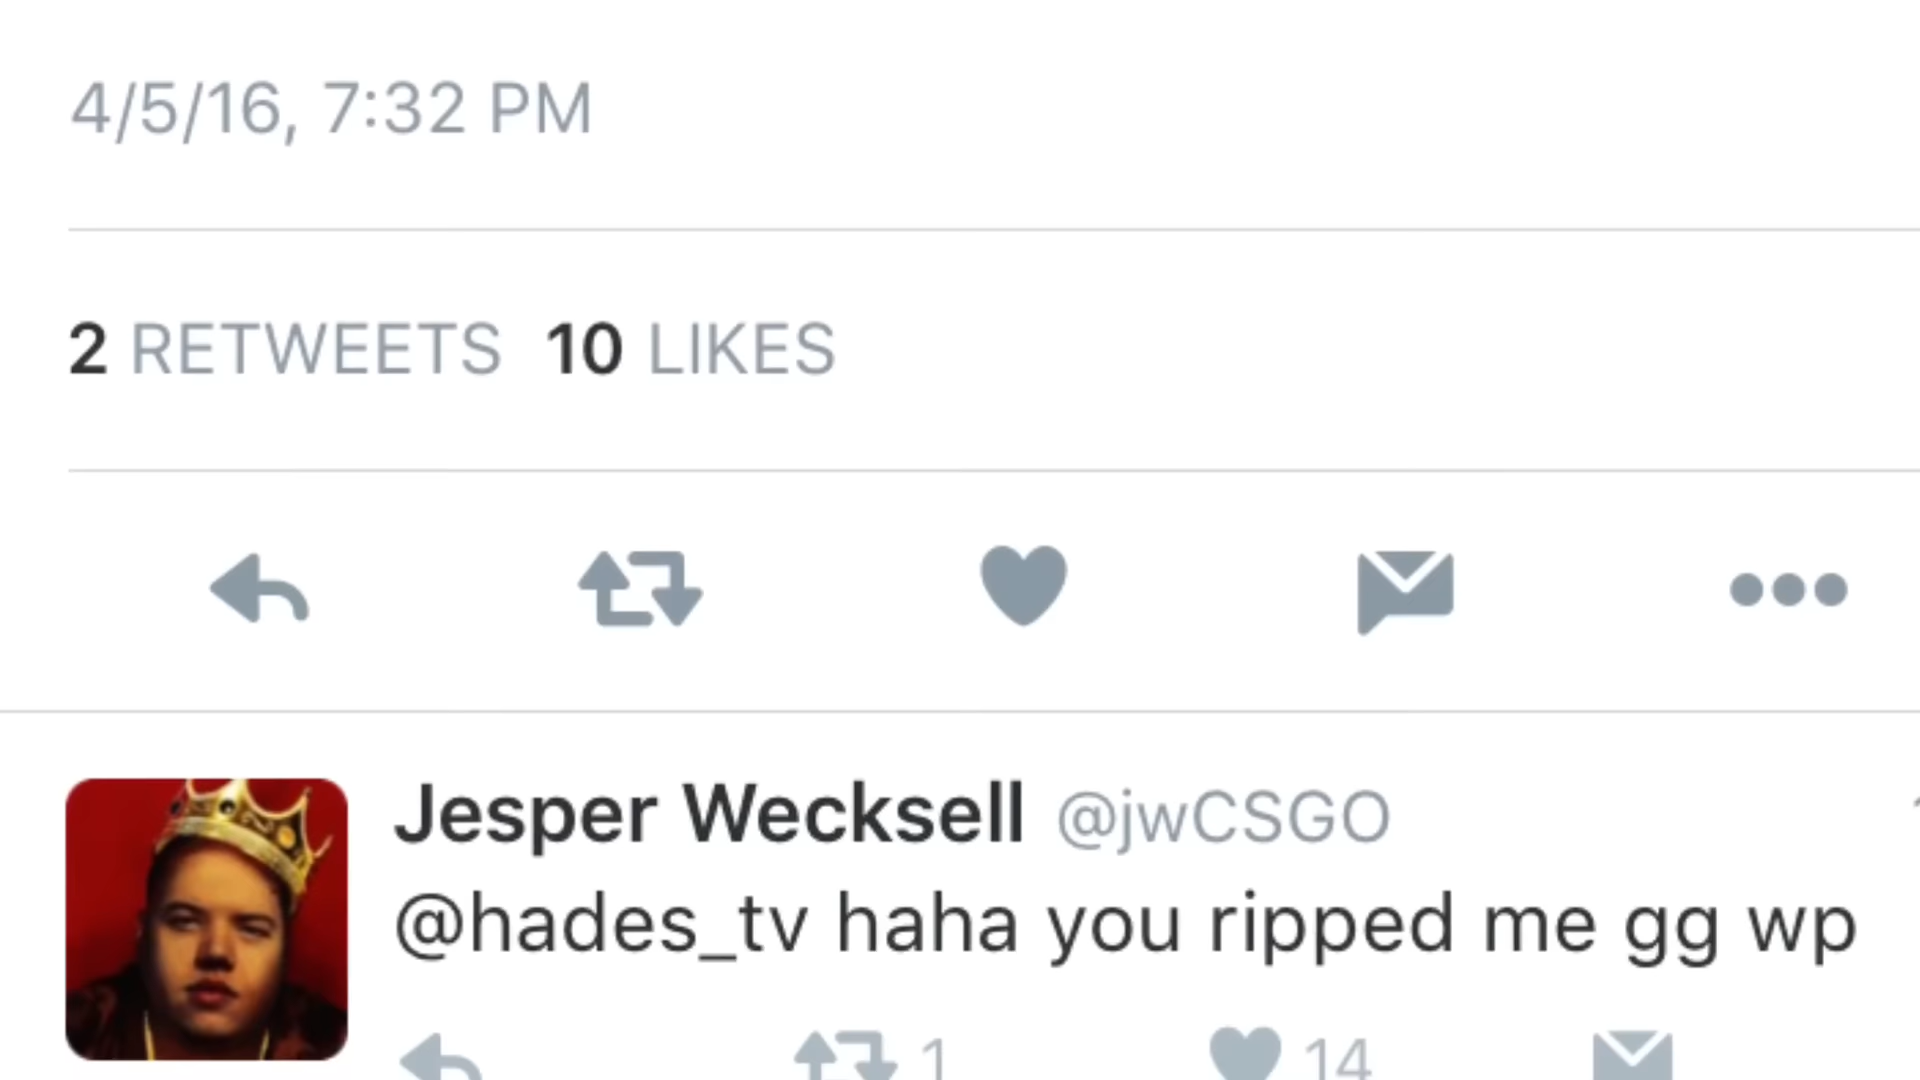 4/5/16, 7:32 PM
2 RETWEETS 10 LIKES
Jesper Wecksell @jwCSGO
@hades_tv haha you ripped me gg wp
1 14